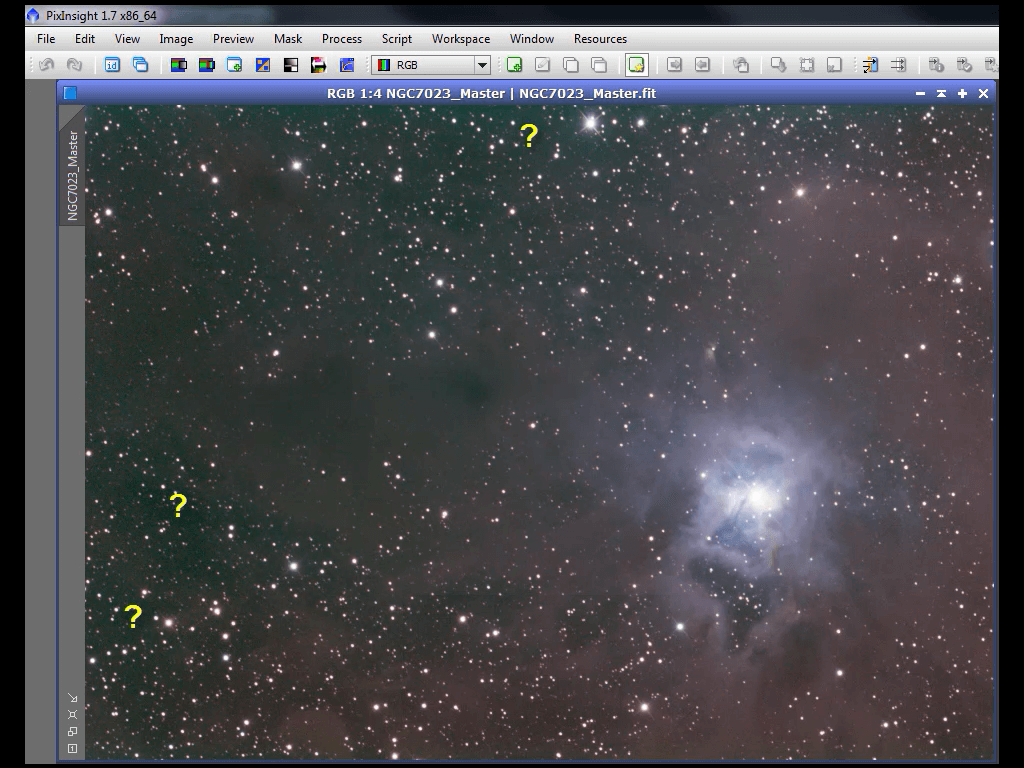 PixInsight 1.7 x86_64
File Edit View Image Preview Mask Process Script Workspace Window Resources
id RGB
RGB 1:4 NGC7023_Master | NGC7023_Master.fit
NGC7023_Master
?
?
?